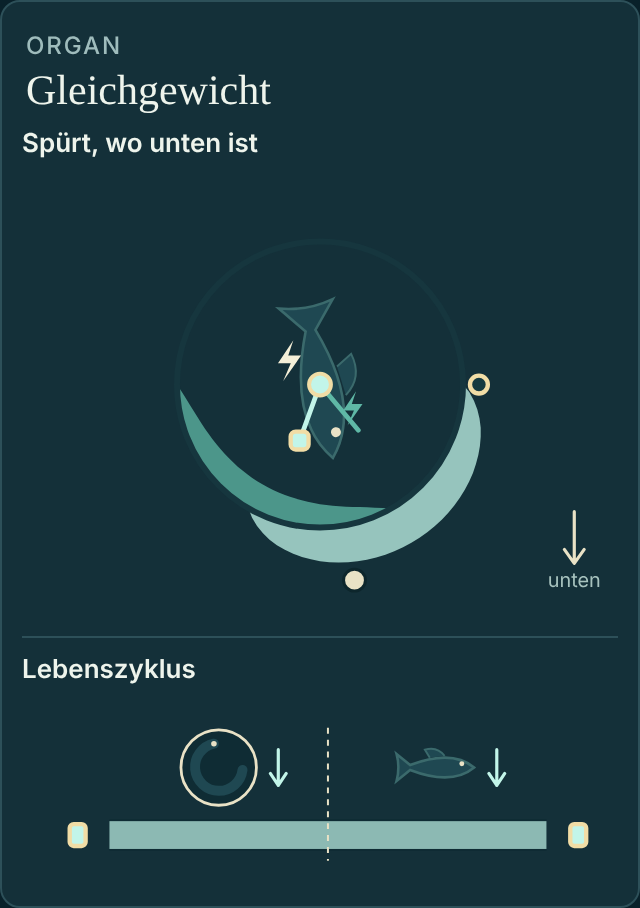 ORGAN
Gleichgewicht
Spürt, wo unten ist
unten
Lebenszyklus